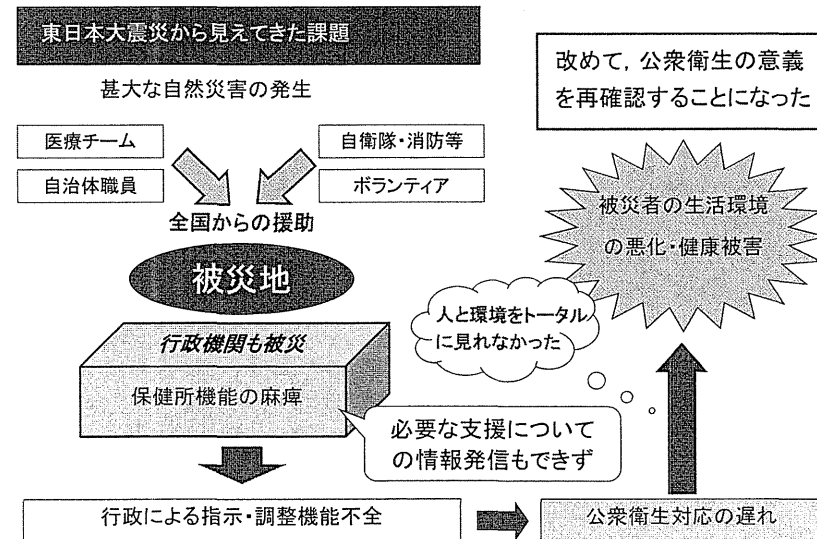 東日本大震災から見えてきた課題
甚大な自然災害の発生
医療チーム
自治体職員
自衛隊・消防等
ボランティア
全国からの援助
被災地
行政機関も被災
保健所機能の麻痺
必要な支援について
の情報発信もできず
行政による指示・調整機能不全
公衆衛生対応の遅れ
人と環境をトータル
に見れなかった
被災者の生活環境
の悪化・健康被害
改めて，公衆衛生の意義
を再確認することになった